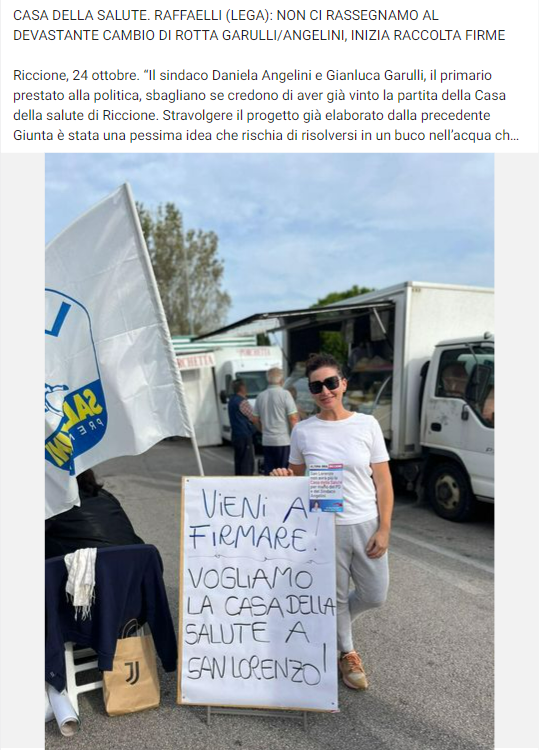 CASA DELLA SALUTE. RAFFAELLI (LEGA): NON CI RASSEGNAMO AL
DEVASTANTE CAMBIO DI ROTTA GARULLI/ANGELINI, INIZIA RACCOLTA FIRME
Riccione, 24 ottobre. “Il sindaco Daniela Angelini e Gianluca Garulli, il primario
prestato alla politica, sbagliano se credono di aver già vinto la partita della Casa
della salute di Riccione. Stravolgere il progetto già elaborato dalla precedente
Giunta è stata una pessima idea che rischia di risolversi in un buco nell’acqua ch...
L
SALVINI
PRE
VIENI A
FIRMARE.
VOGLIAMO
LA CASA DELLA
SALUTE A
SAN LORENZO!